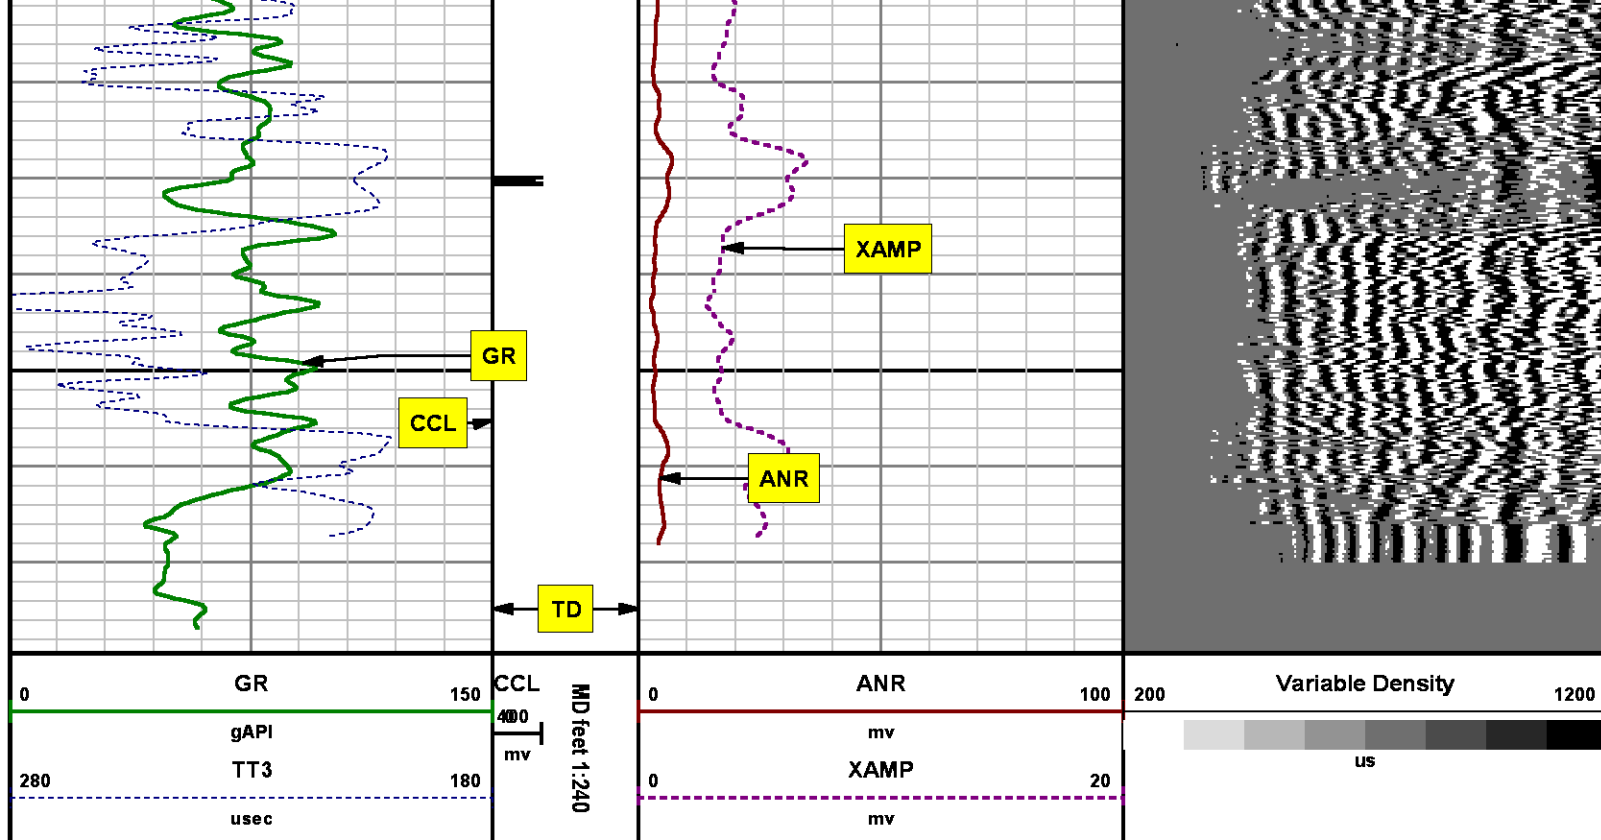 XAMP
GR
CCL
ANR
TD
GR
0 150
gAPI
TT3
280 180
usec
CCL
mv
MD feet 1:240
ANR
0 100
mv
XAMP
0 20
mv
Variable Density
200 1200
us